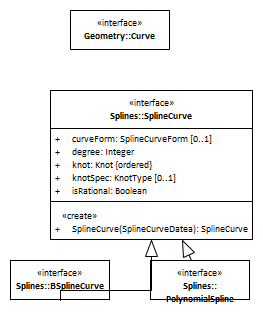 «interface»
Geometry::Curve
«interface»
Splines::SplineCurve
+ curveForm: SplineCurveForm [0..1]
+ degree: Integer
+ knot: Knot {ordered}
+ knotSpec: KnotType [0..1]
+ isRational: Boolean
«create»
+ SplineCurve(SplineCurveDatea): SplineCurve
«interface»
Splines::BSplineCurve
«interface»
Splines::
PolynomialSpline